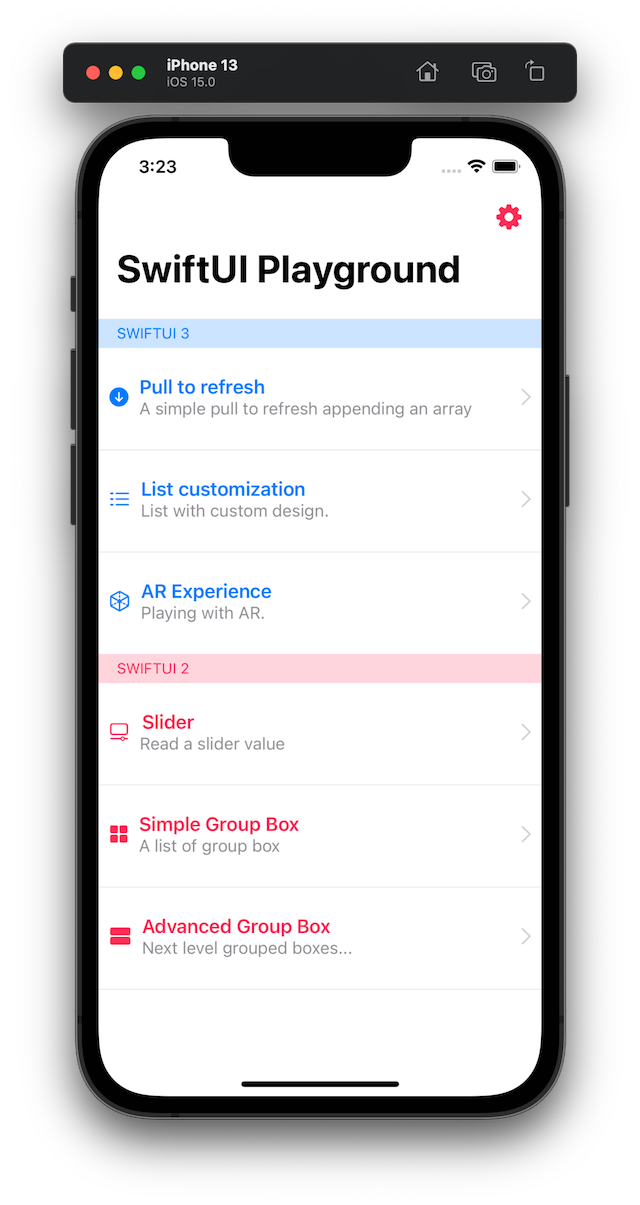 iPhone 13
iOS 15.0
3:23
SwiftUI Playground
SWIFTUI 3
Pull to refresh
A simple pull to refresh appending an array
List customization
List with custom design.
AR Experience
Playing with AR.
SWIFTUI 2
Slider
Read a slider value
Simple Group Box
A list of group box
Advanced Group Box
Next level grouped boxes...